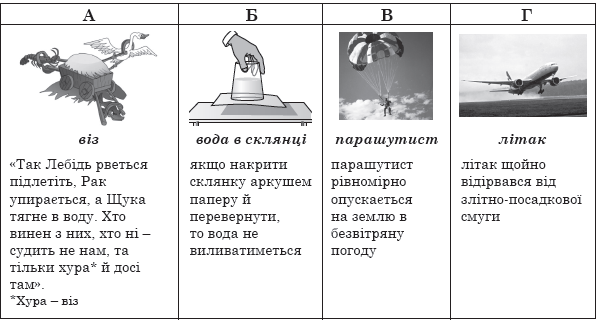 А
Б
В
Г
віз
вода в склянці
парашутист
літак
«Так Лебідь рветься
підлетіть, Рак
упирається, а Щука
тягне в воду. Хто
винен з них, хто ні –
судить не нам, та
тільки хура* й досі
там».
*Хура – віз
якщо накрити
склянку аркушем
паперу й
перевернути,
то вода не
виливатиметься
парашутист
рівномірно
опускається
на землю в
безвітряну
погоду
літак щойно
відірвався від
злітно-посадкової
смуги